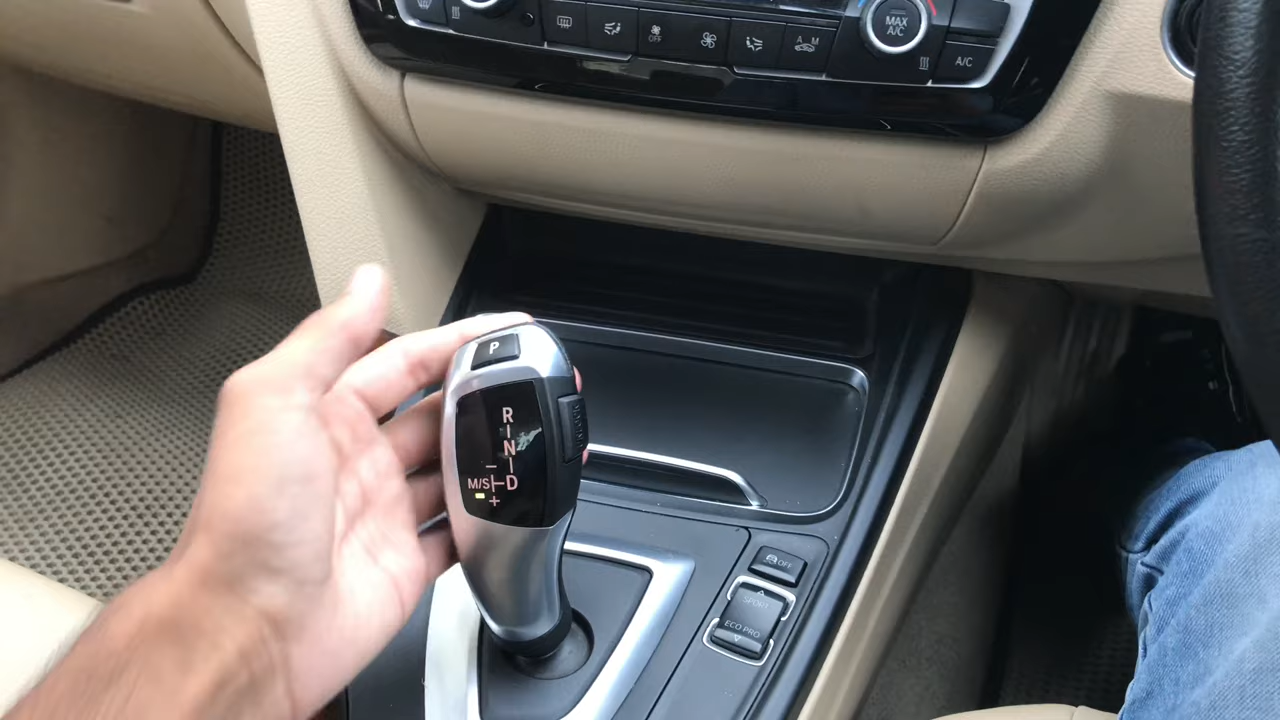 OFF
A M
MAX
A/C
A/C
P
R
N
M/S D
-
+
OFF
SPORT
ECO PRO